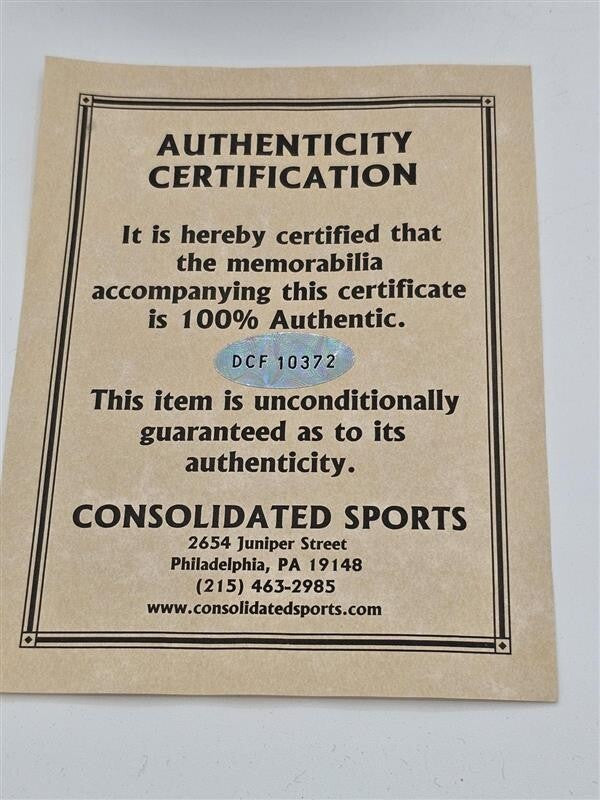 AUTHENTICITY
CERTIFICATION
It is hereby certified that
the memorabilia
accompanying this certificate
is 100% Authentic.
DCF 10372
This item is unconditionally
guaranteed as to its
authenticity.
CONSOLIDATED SPORTS
2654 Juniper Street
Philadelphia, PA 19148
(215) 463-2985
www.consolidatedsports.com